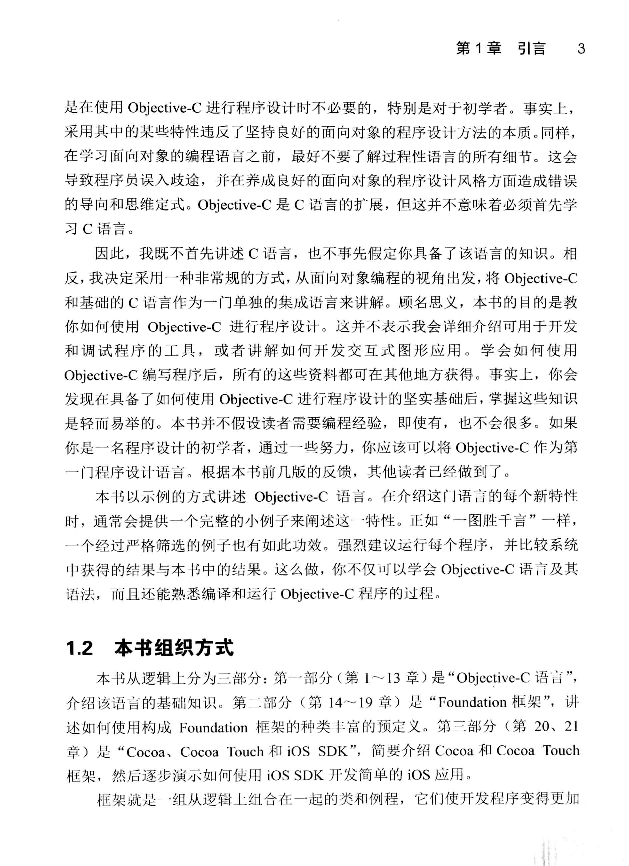 第 1 章 引言 3
是在使用 Objective-C 进行程序设计时不必要的，特别是对于初学者。事实上，
采用其中的某些特性违反了坚持良好的面向对象的程序设计方法的本质。同样，
在学习面向对象的编程语言之前，最好不要了解过程性语言的所有细节。这会
导致程序员误入歧途，并在养成良好的面向对象的程序设计风格方面造成错误
的导向和思维定式。Objective-C 是 C 语言的扩展，但这并不意味着必须首先学
习 C 语言。
因此，我既不首先讲述 C 语言，也不事先假定你具备了该语言的知识。相
反，我决定采用一种非常规的方式，从面向对象编程的视角出发，将 Objective-C
和基础的 C 语言作为一门单独的集成语言来讲解。顾名思义，本书的目的是教
你如何使用 Objective-C 进行程序设计。这并不表示我会详细介绍可用于开发
和调试程序的工具，或者讲解如何开发交互式图形应用。学会如何使用
Objective-C 编写程序后，所有的这些资料都可在其他地方获得。事实上，你会
发现在具备了如何使用 Objective-C 进行程序设计的坚实基础后，掌握这些知识
是轻而易举的。本书并不假设读者需要编程经验，即使有，也不会很多。如果
你是一名程序设计的初学者，通过一些努力，你应该可以将 Objective-C 作为第
一门程序设计语言。根据本书前几版的反馈，其他读者已经做到了。
本书以示例的方式讲述 Objective-C 语言。在介绍这门语言的每个新特性
时，通常会提供一个完整的小例子来阐述这一特性。正如“一图胜千言”一样，
一个经过严格筛选的例子也有如此功效。强烈建议运行每个程序，并比较系统
中获得的结果与本书中的结果。这么做，你不仅可以学会 Objective-C 语言及其
语法，而且还能熟悉编译和运行 Objective-C 程序的过程。
1.2 本书组织方式
本书从逻辑上分为三部分：第一部分（第 1～13 章）是“Objective-C 语言”，
介绍该语言的基础知识。第二部分（第 14～19 章）是“Foundation 框架”，讲
述如何使用构成 Foundation 框架的种类丰富的预定义。第三部分（第 20、21
章）是“Cocoa、Cocoa Touch 和 iOS SDK”，简要介绍 Cocoa 和 Cocoa Touch
框架，然后逐步演示如何使用 iOS SDK 开发简单的 iOS 应用。
框架就是一组从逻辑上组合在一起的类和例程，它们使开发程序变得更加